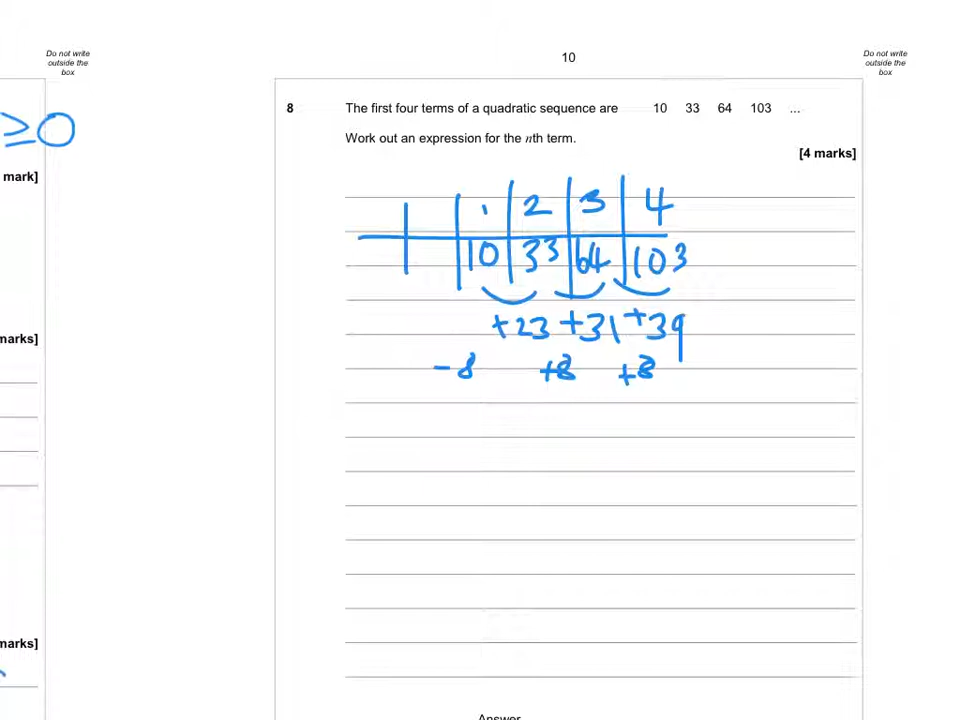 Do not write
outside the
box
10
Do not write
outside the
box
8 The first four terms of a quadratic sequence are 10 33 64 103 ...
≥0
Work out an expression for the nth term.
[4 marks]
mark]
1 2 3 4
10 33 64 103
+23 +31 +39
-8 +8 +8
marks]
marks]
Answer